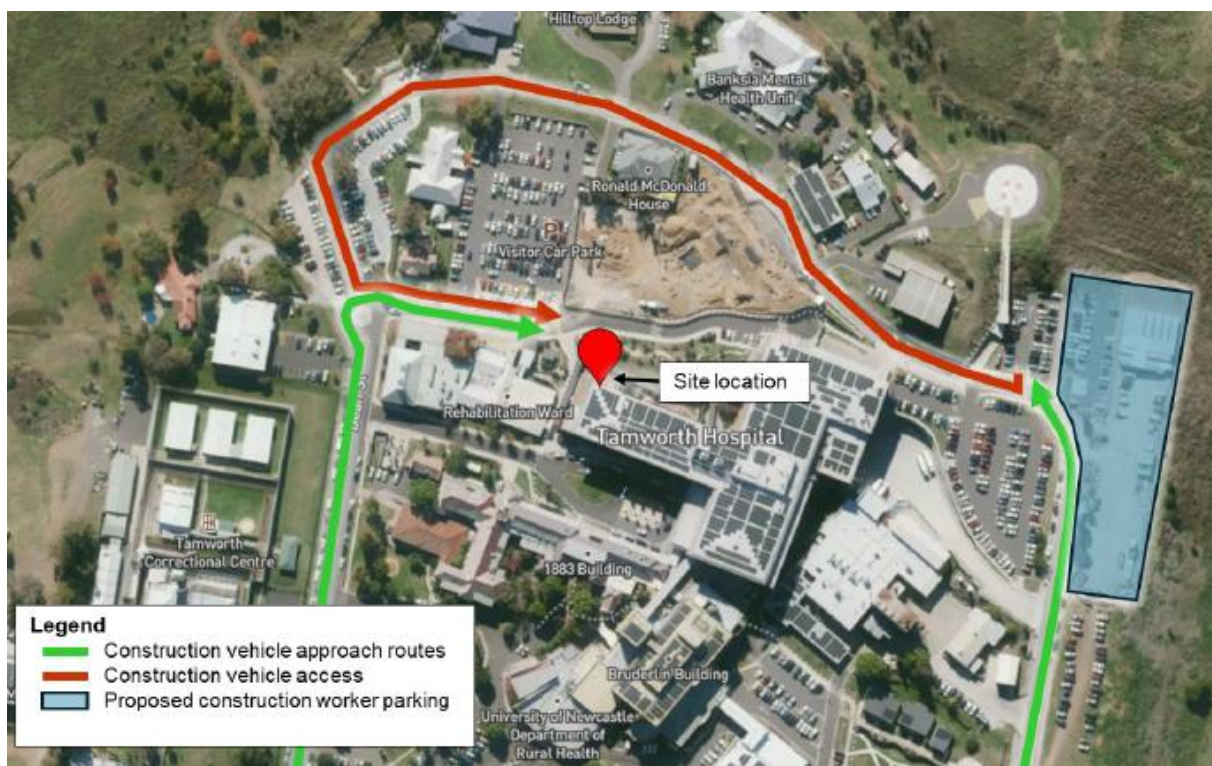 Hilltop Lodge
Banksia Mental
Health Unit
Ronald McDonald
House
P
Visitor Car Park
Site location
Rehabilitation Ward
Tamworth Hospital
Tamworth
Correctional Centre
1883 Building
Bruderlin Building
University of Newcastle
Department of
Rural Health
Legend
Construction vehicle approach routes
Construction vehicle access
Proposed construction worker parking